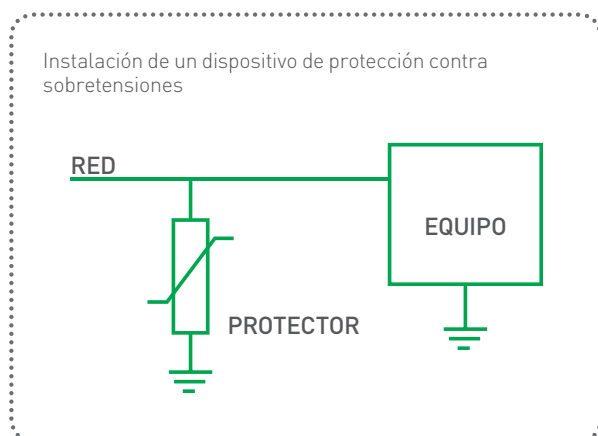 Instalación de un dispositivo de protección contra
sobretensiones
RED
EQUIPO
PROTECTOR